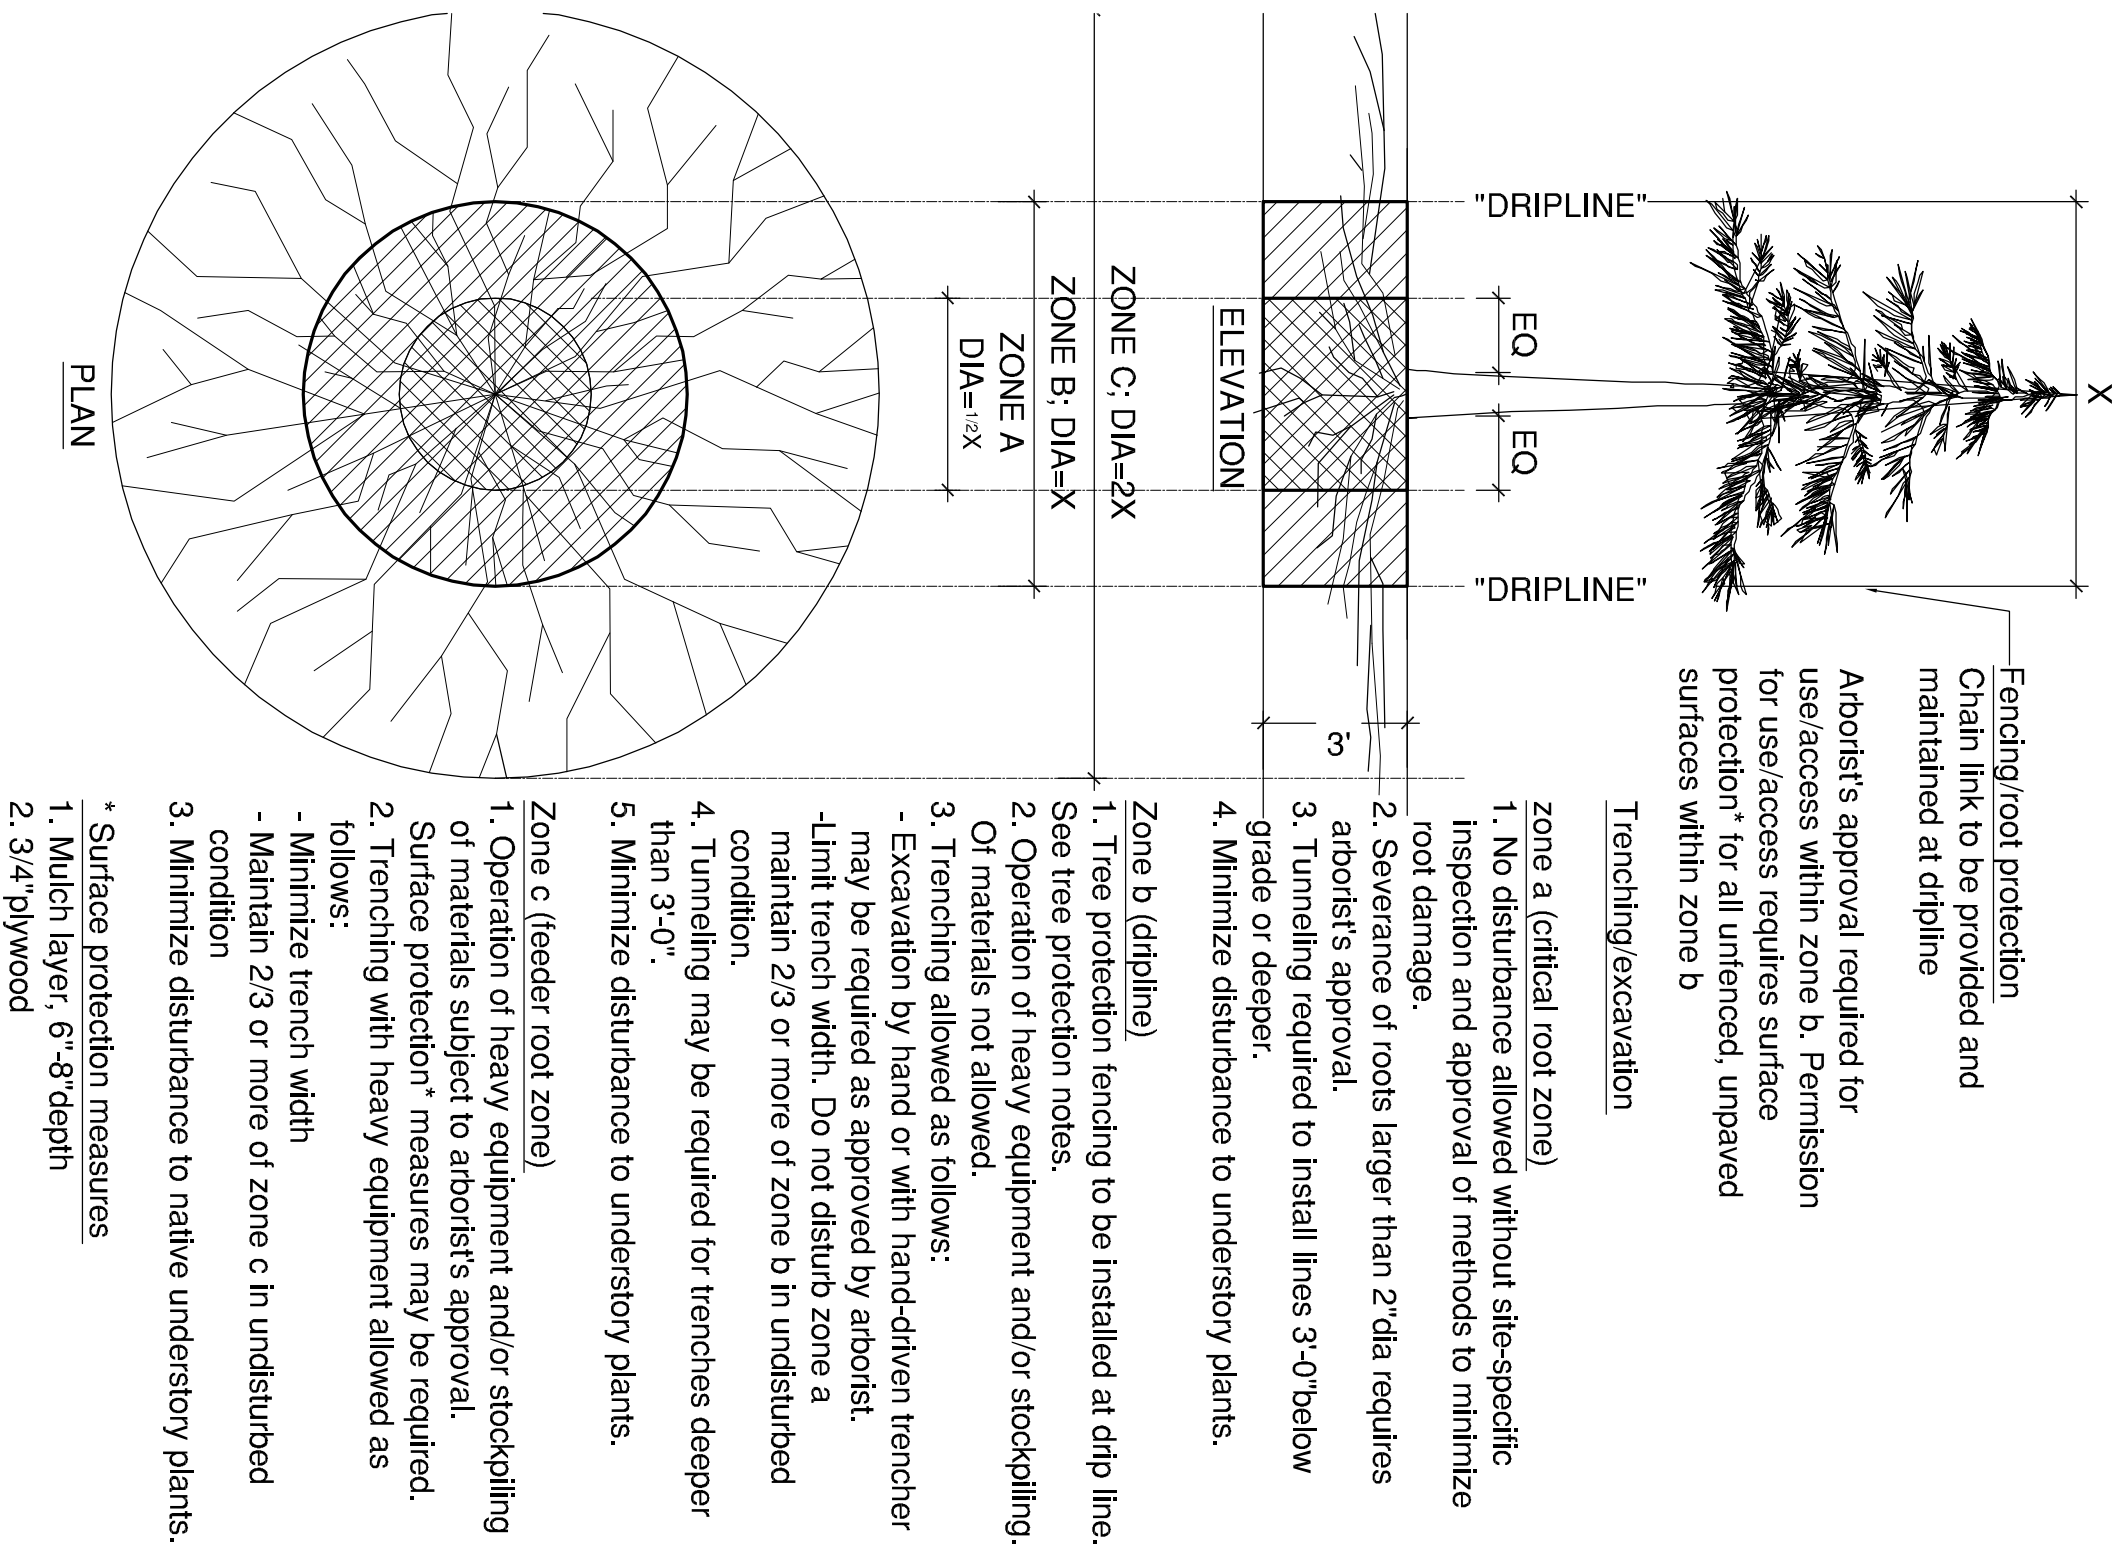 X
"DRIPLINE"
"DRIPLINE"
EQ
EQ
3'
ELEVATION
ZONE C; DIA=2X
ZONE B; DIA=X
ZONE A
DIA=1/2X
PLAN
Fencing/root protection
Chain link to be provided and
maintained at dripline
Arborist's approval required for
use/access within zone b. Permission
for use/access requires surface
protection* for all unfenced, unpaved
surfaces within zone b
Trenching/excavation
zone a (critical root zone)
1. No disturbance allowed without site-specific
inspection and approval of methods to minimize
root damage.
2. Severance of roots larger than 2"dia requires
arborist's approval.
3. Tunneling required to install lines 3'-0"below
grade or deeper.
4. Minimize disturbance to understory plants.
Zone b (dripline)
1. Tree protection fencing to be installed at drip line.
See tree protection notes.
2. Operation of heavy equipment and/or stockpiling.
Of materials not allowed.
3. Trenching allowed as follows:
- Excavation by hand or with hand-driven trencher
may be required as approved by arborist.
-Limit trench width. Do not disturb zone a
maintain 2/3 or more of zone b in undisturbed
condition.
4. Tunneling may be required for trenches deeper
than 3'-0".
5. Minimize disturbance to understory plants.
Zone c (feeder root zone)
1. Operation of heavy equipment and/or stockpiling
of materials subject to arborist's approval.
Surface protection* measures may be required.
2. Trenching with heavy equipment allowed as
follows:
- Minimize trench width
- Maintain 2/3 or more of zone c in undisturbed
condition
3. Minimize disturbance to native understory plants.
* Surface protection measures
1. Mulch layer, 6"-8"depth
2. 3/4"plywood